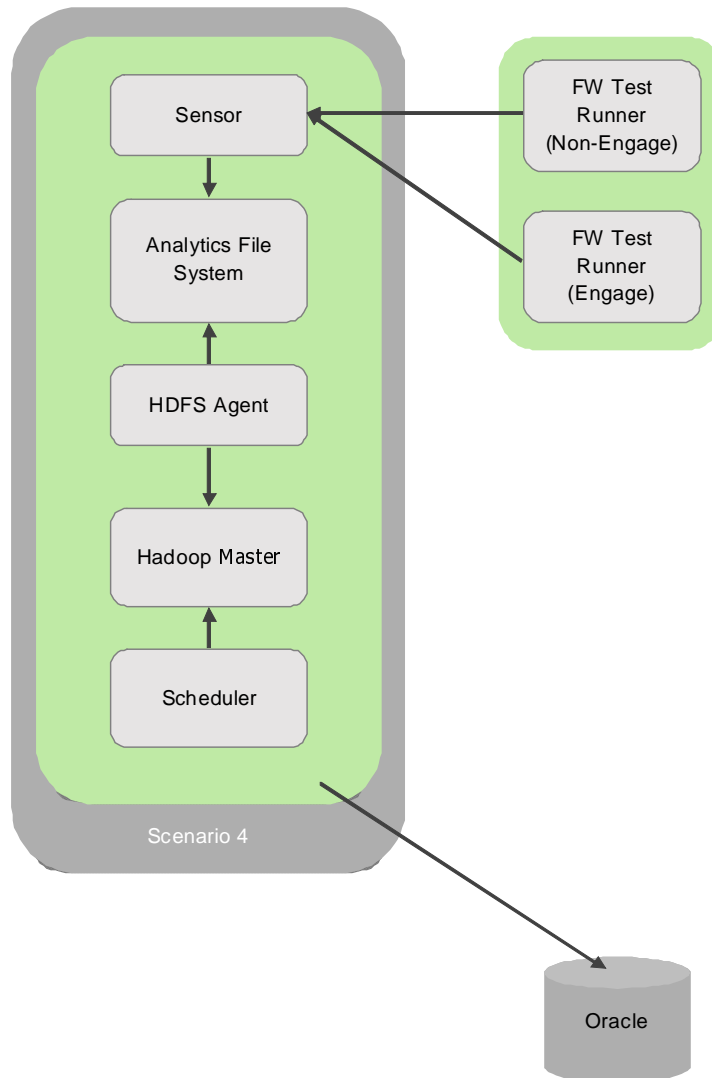 Sensor
Analytics File
System
HDFS Agent
Hadoop Master
Scheduler
Scenario 4
FW Test
Runner
(Non-Engage)
FW Test
Runner
(Engage)
Oracle